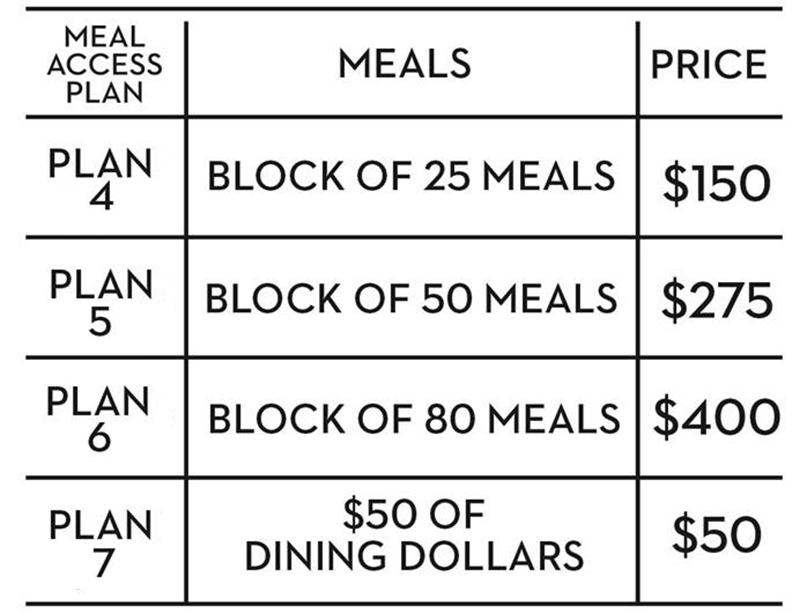 MEAL
ACCESS
PLAN
MEALS
PRICE
PLAN
4
BLOCK OF 25 MEALS
$150
PLAN
5
BLOCK OF 50 MEALS
$275
PLAN
6
BLOCK OF 80 MEALS
$400
PLAN
7
$50 OF
DINING DOLLARS
$50